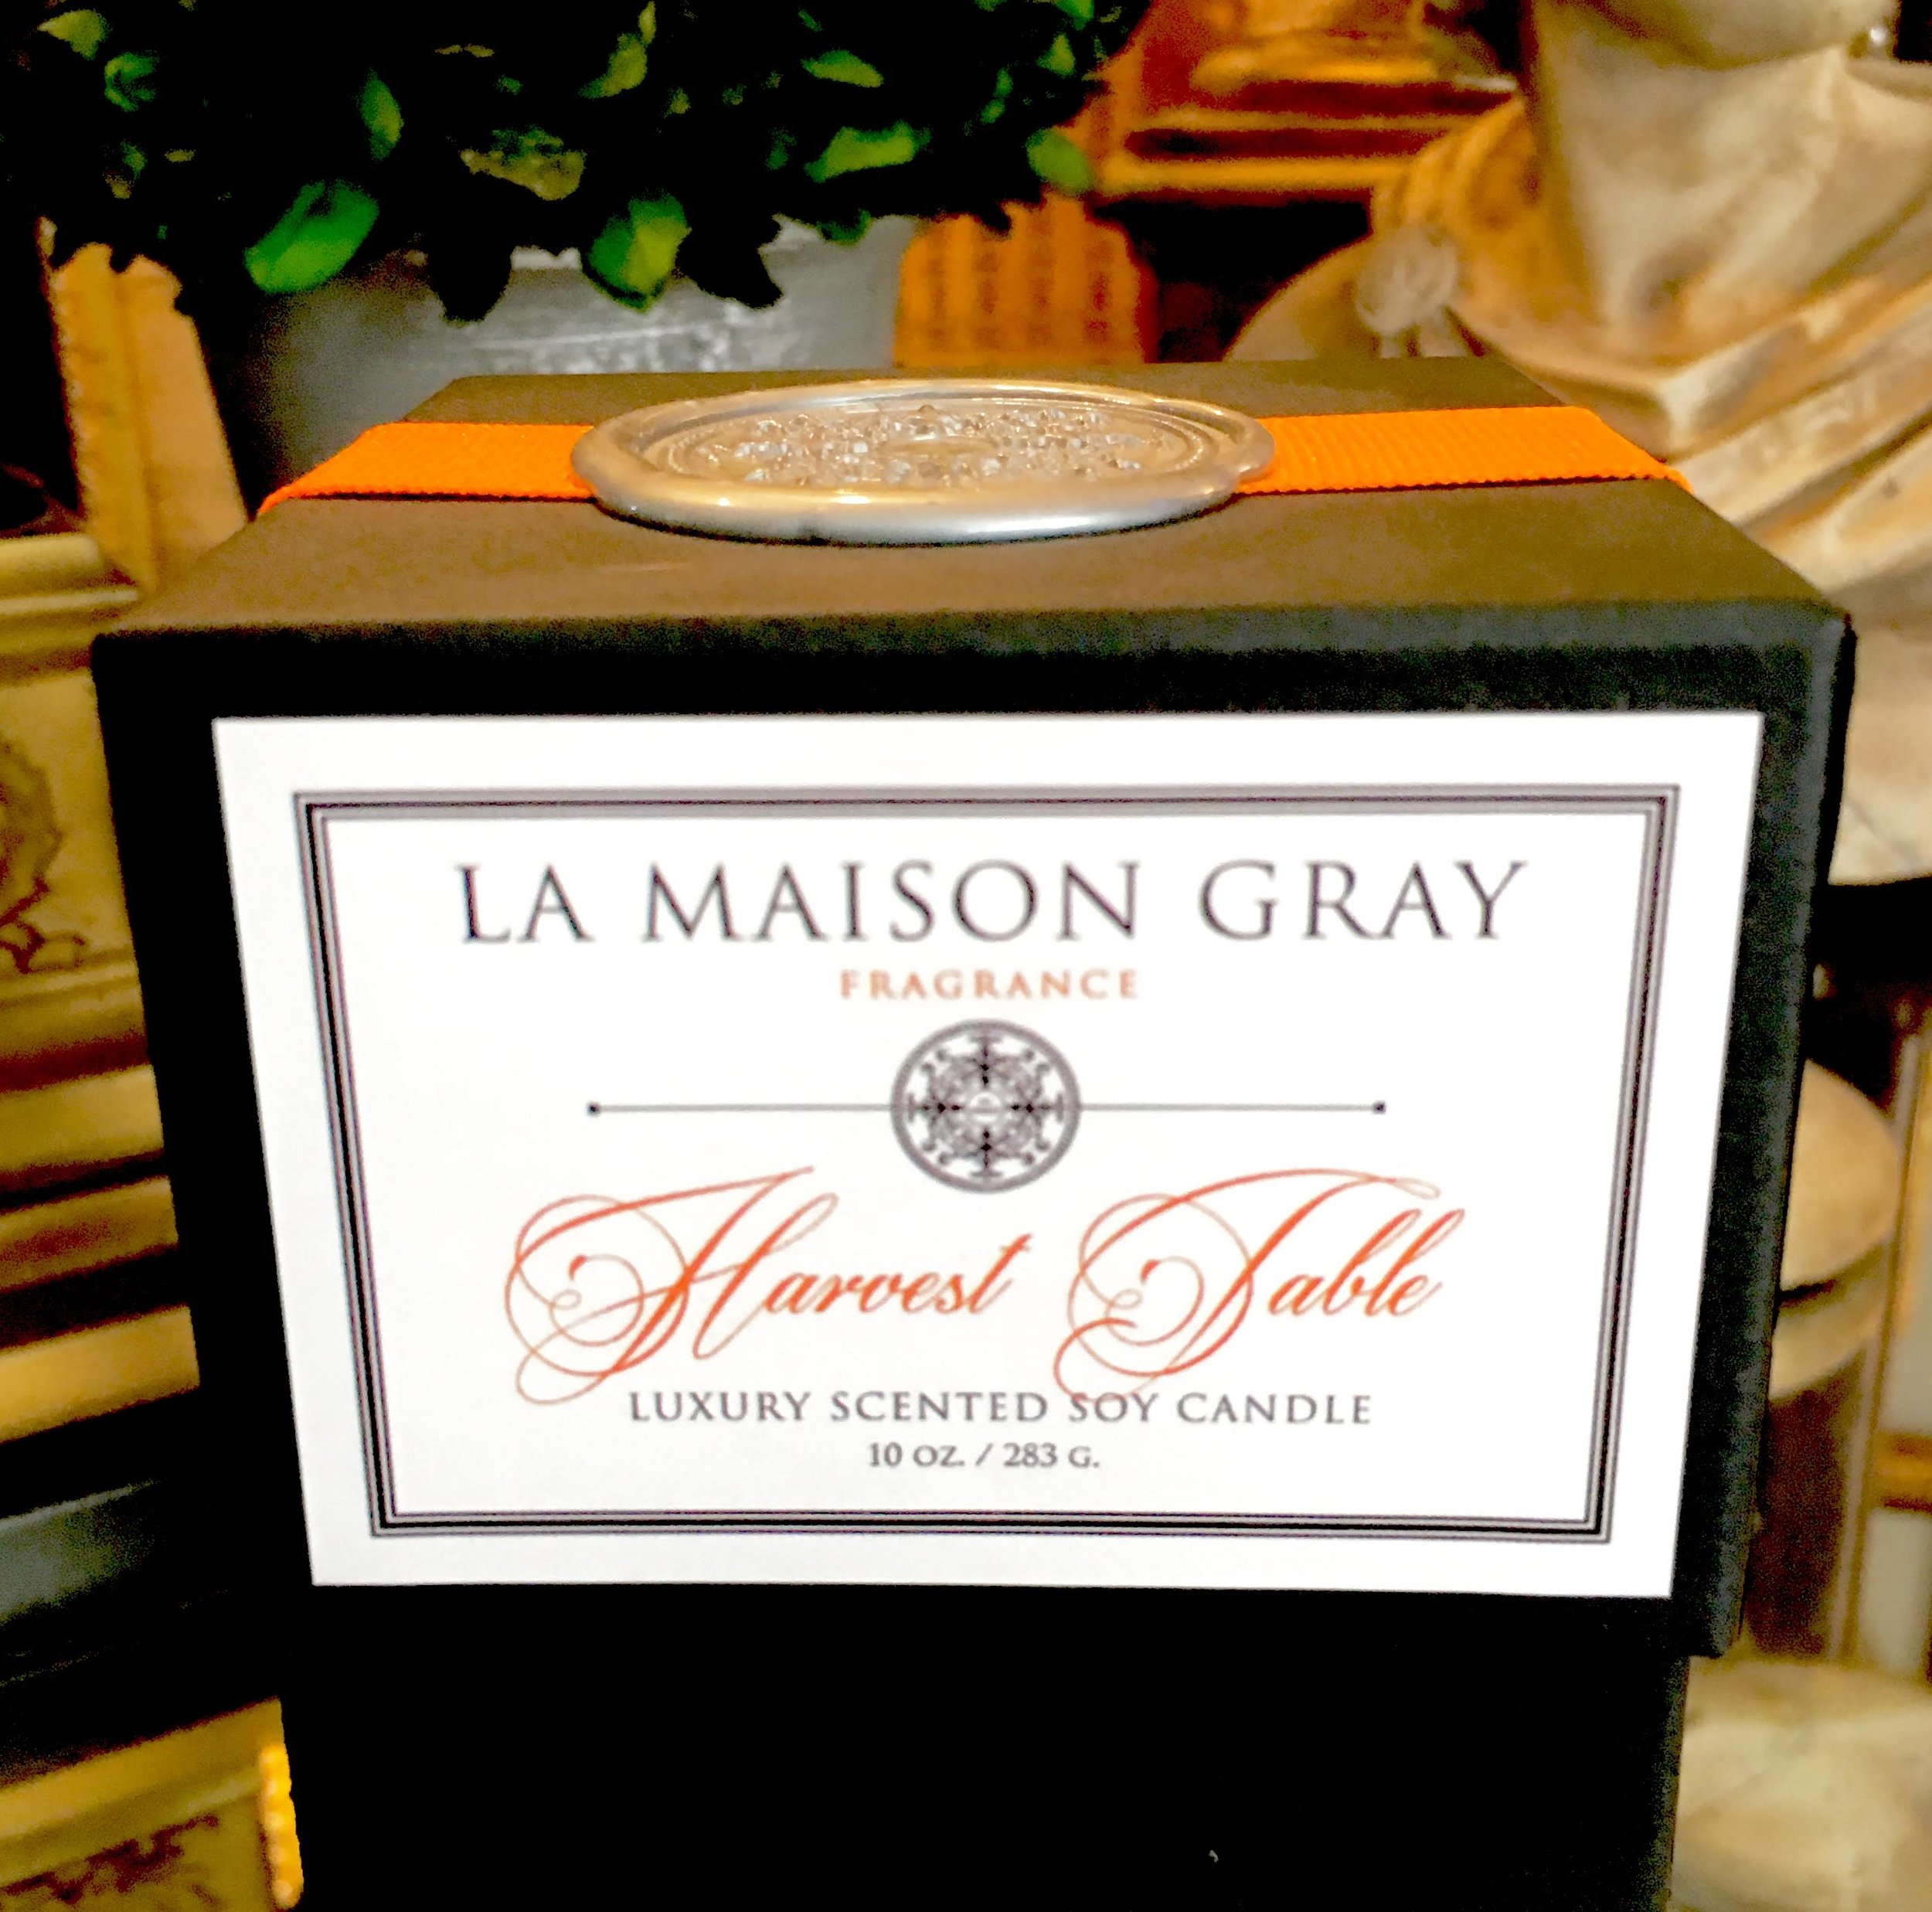 LA MAISON GRAY
FRAGRANCE
Harvest Table
LUXURY SCENTED SOY CANDLE
10 OZ. / 283 G.